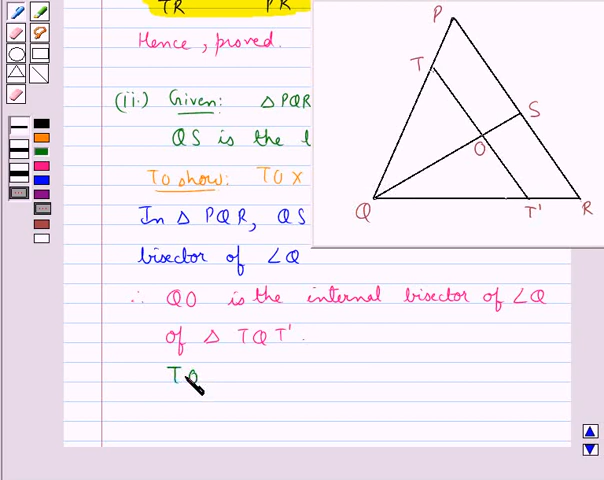 TR PR
Hence, proved.
(ii.) Given: △ PQR
QS is the
To show: TO x
In △ PQR, QS
bisector of ∠Q
∴ QO is the internal bisector of ∠Q
of △ TQT'.
TO
P
T
S
O
Q
T'
R